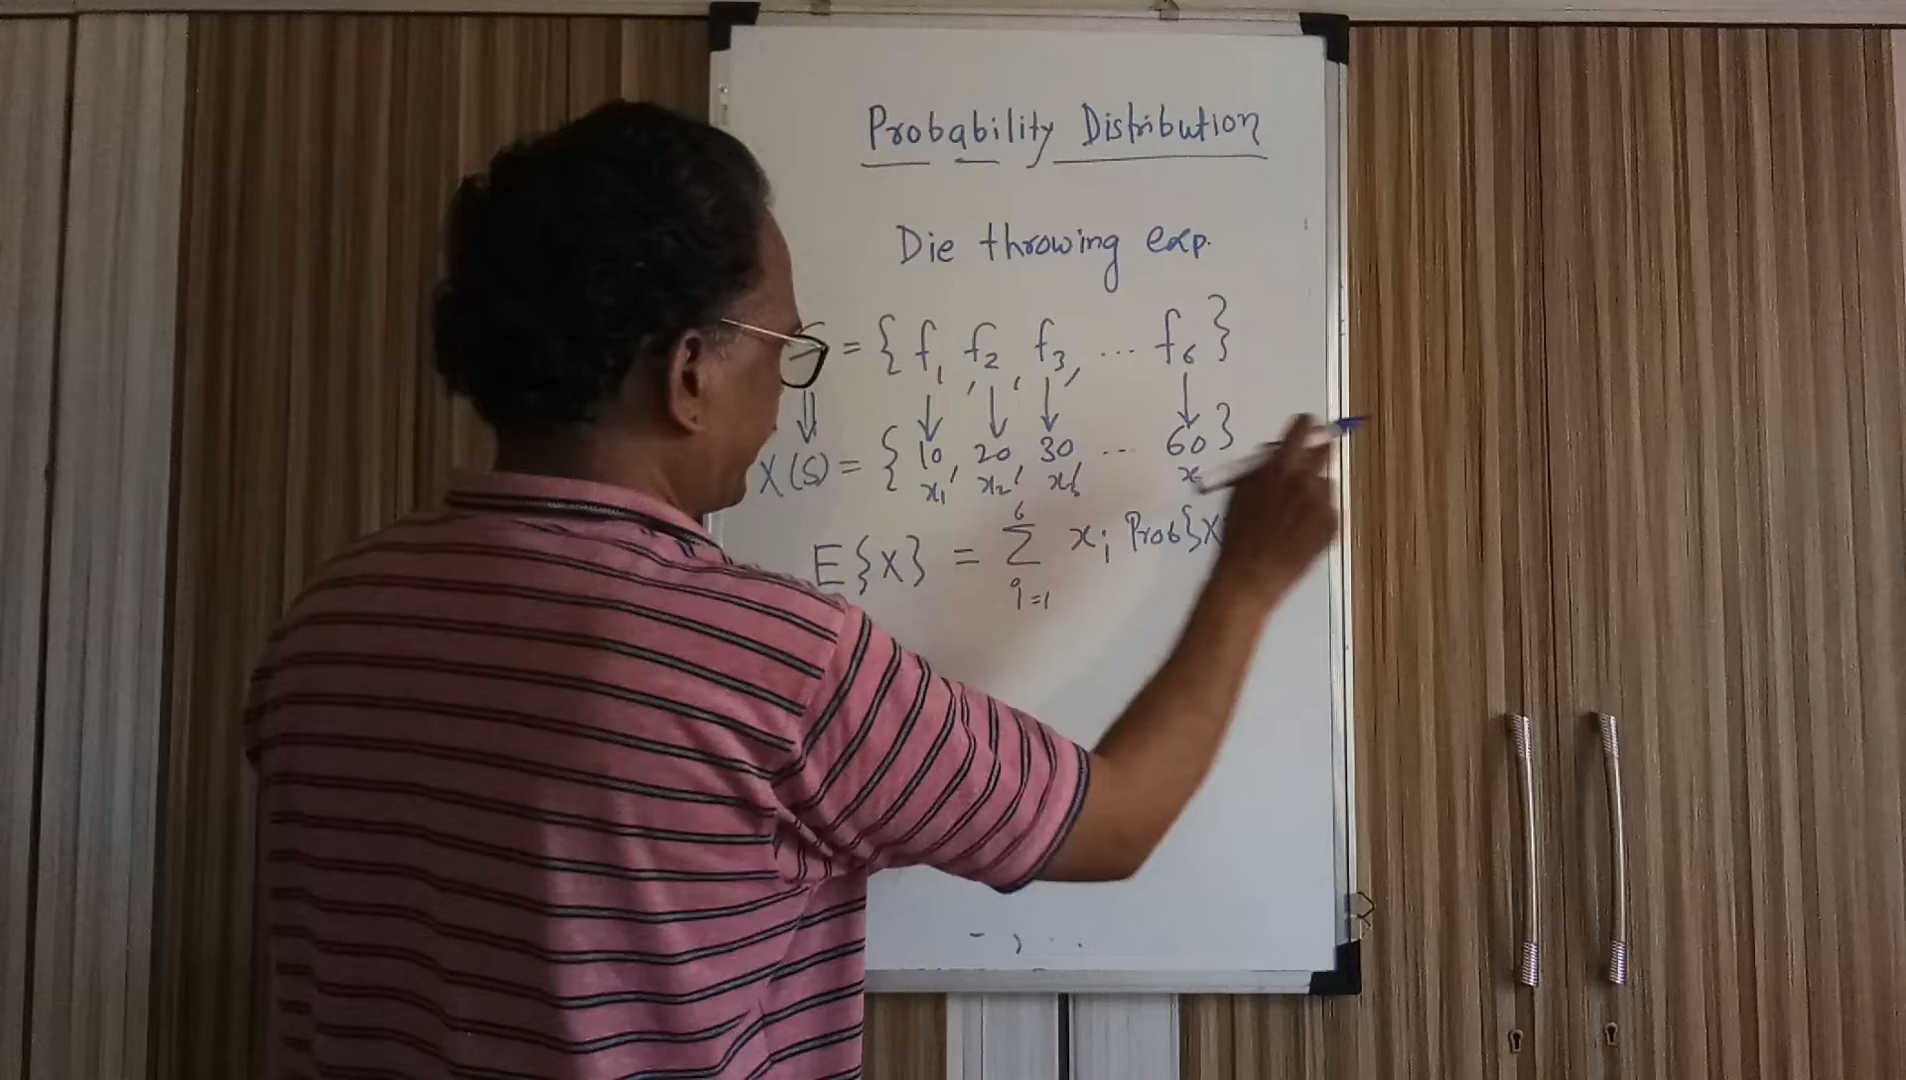 Probability Distribution
Die throwing exp.
S = { f1, f2, f3, ... f6 }
X(S) = { 10, 20, 30 ... 60 }
x1 x2 x3 x
E{X} = 6 Σ i=1 xi Prob{X